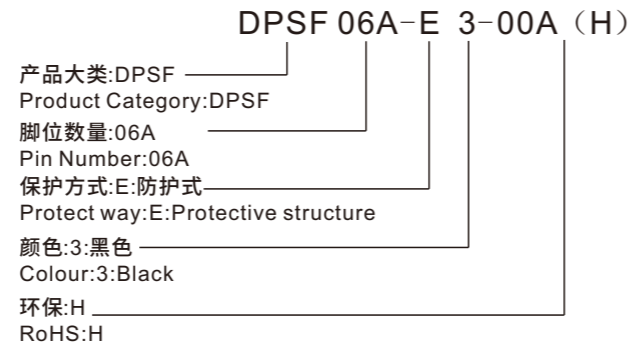 DPSF 06A-E 3-00A（H）
产品大类:DPSF
Product Category:DPSF
脚位数量:06A
Pin Number:06A
保护方式:E:防护式
Protect way:E:Protective structure
颜色:3:黑色
Colour:3:Black
环保:H
RoHS:H